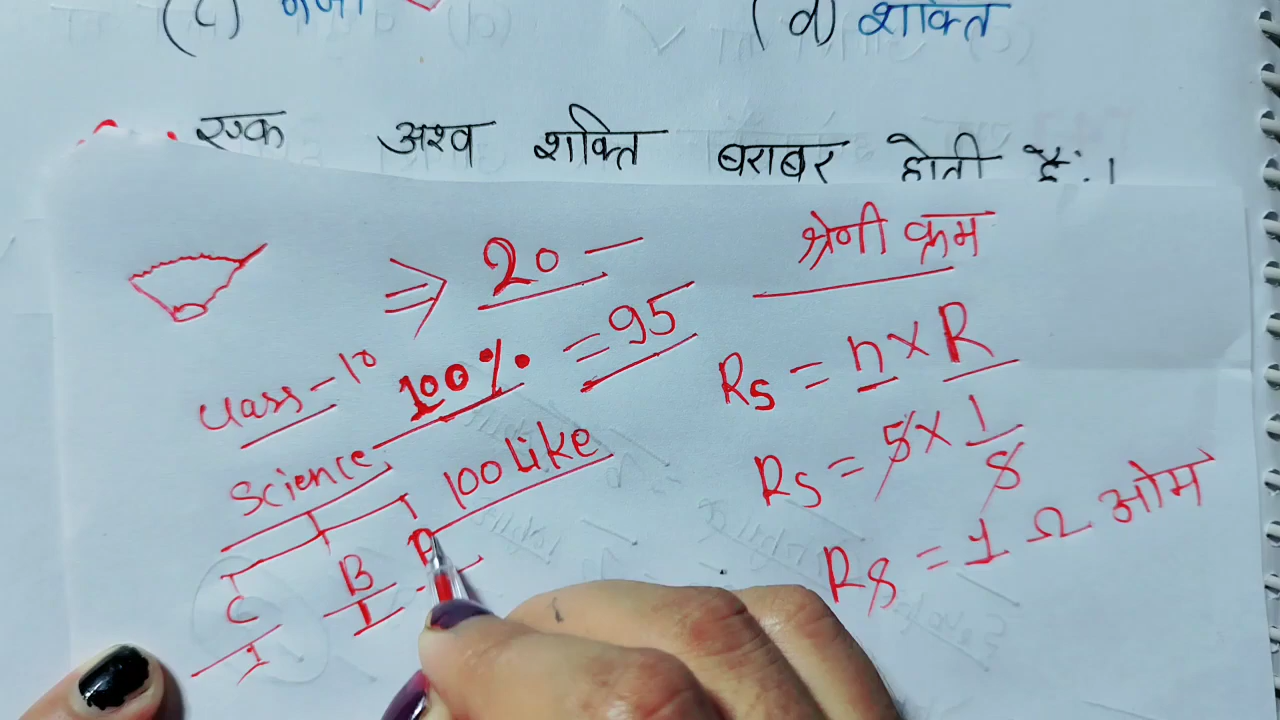 (d) शक्ति
एक अश्व शक्ति बराबर होती हैः।
⇒ 20 —
श्रेणी क्रम
Class - 10 100% = 95
Rs = n × R
Science, 100 Like
Rs = 5 × 1/5
C B P
I I
Rs = 1 Ω ओम